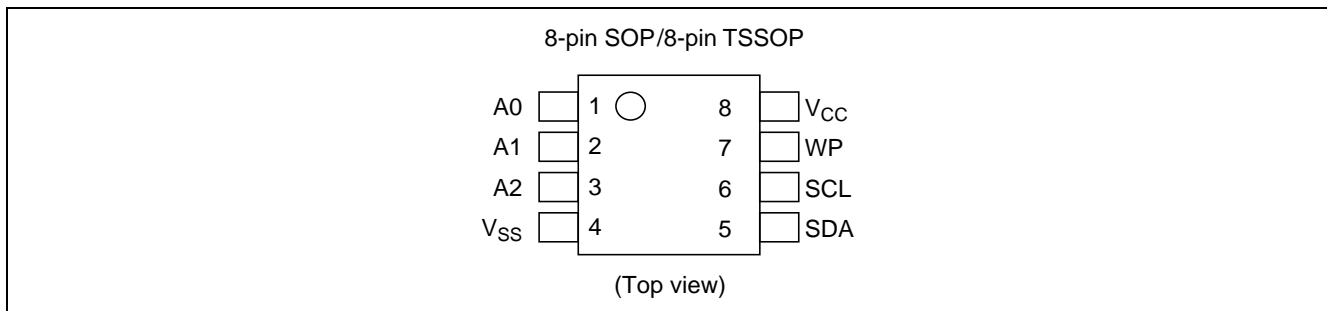 8-pin SOP/8-pin TSSOP
A0 1 8 VCC
A1 2 7 WP
A2 3 6 SCL
VSS 4 5 SDA
(Top view)